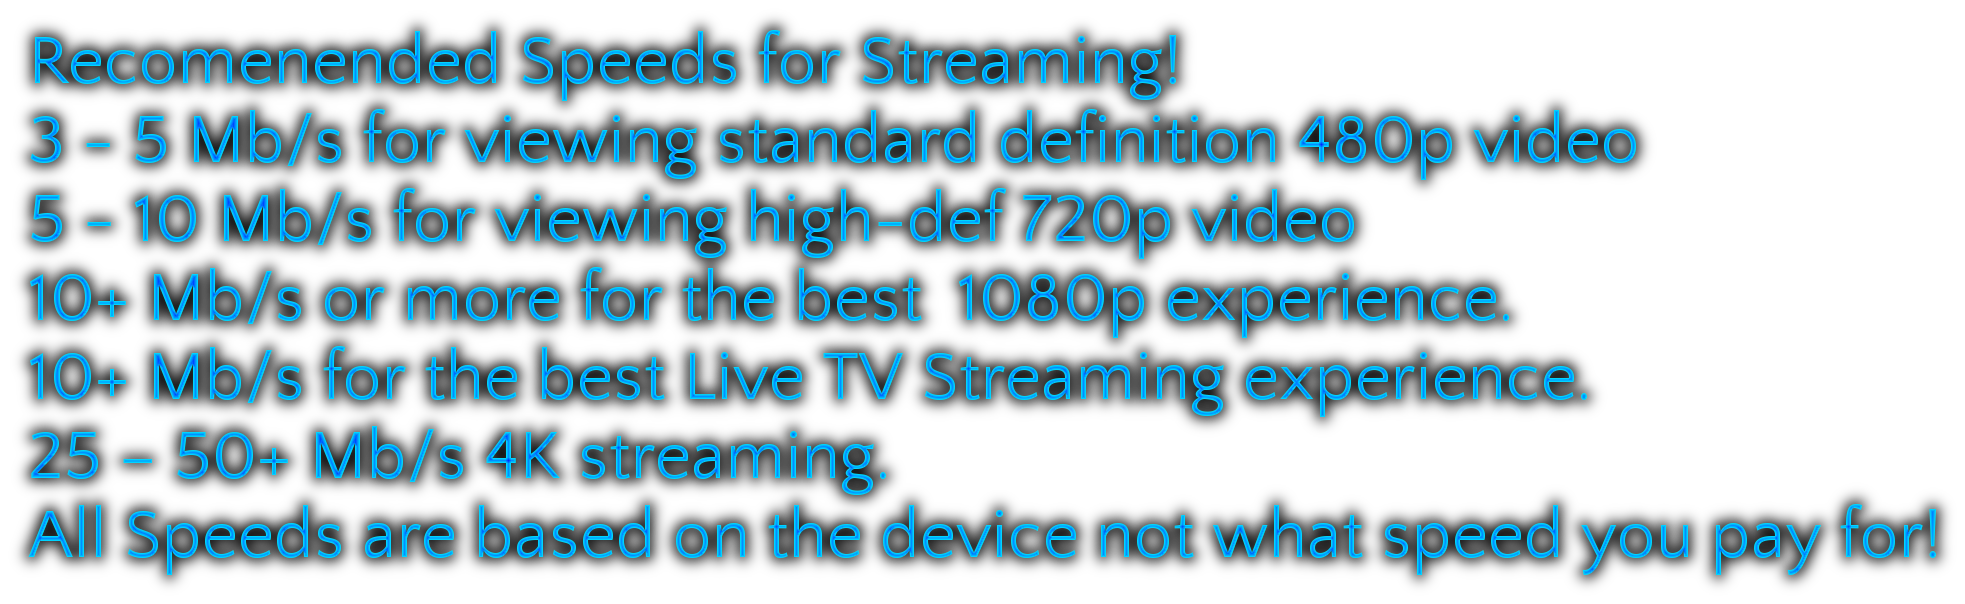 Recomenended Speeds for Streaming!
3 - 5 Mb/s for viewing standard definition 480p video
5 - 10 Mb/s for viewing high-def 720p video
10+ Mb/s or more for the best 1080p experience.
10+ Mb/s for the best Live TV Streaming experience.
25 - 50+ Mb/s 4K streaming.
All Speeds are based on the device not what speed you pay for!